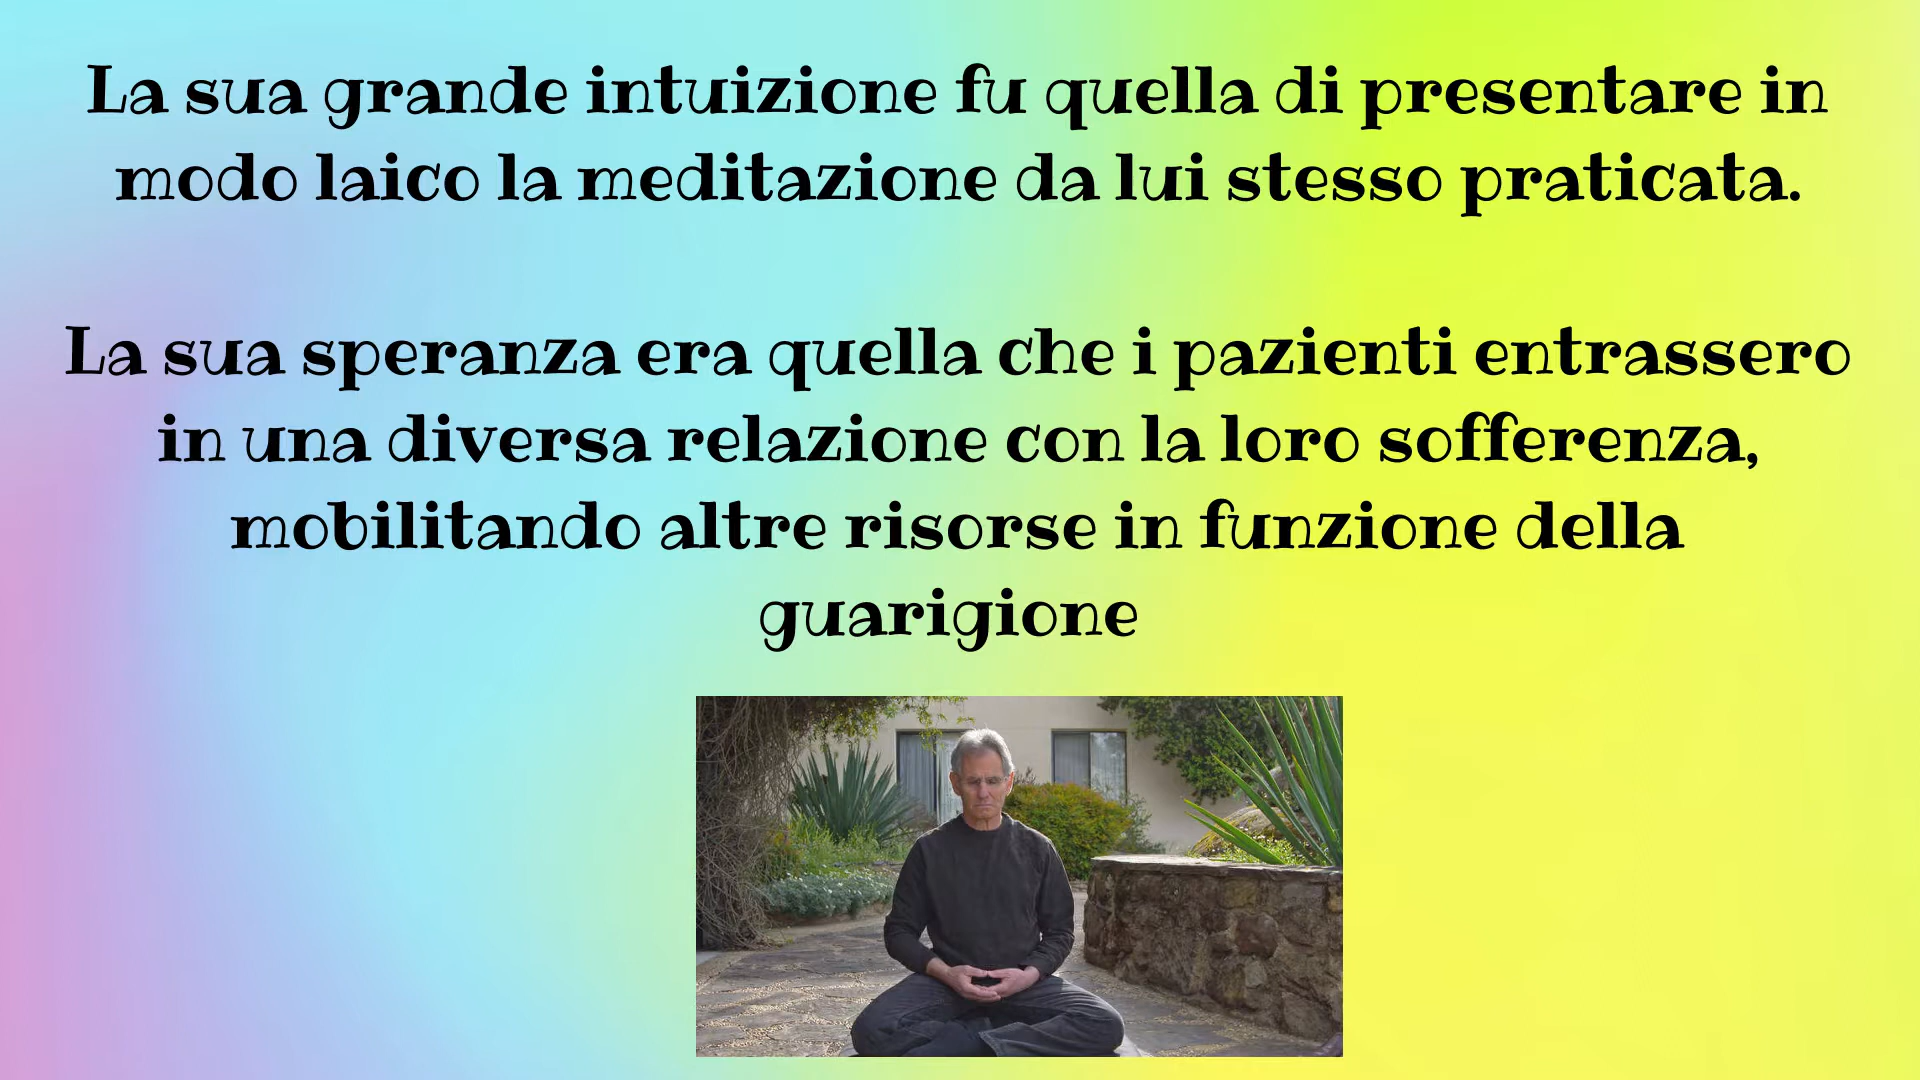 La sua grande intuizione fu quella di presentare in
modo laico la meditazione da lui stesso praticata.
La sua speranza era quella che i pazienti entrassero
in una diversa relazione con la loro sofferenza,
mobilitando altre risorse in funzione della
guarigione